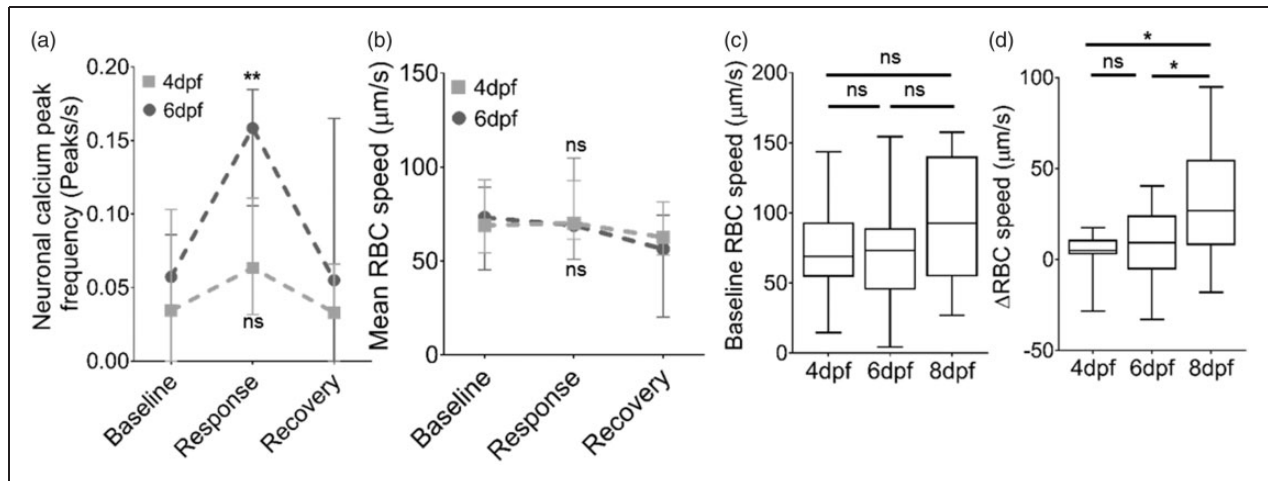 (a)
Neuronal calcium peak
frequency (Peaks/s)
0.20
0.15
0.10
0.05
0.00
4dpf
6dpf
**
ns
Baseline
Response
Recovery
(b)
Mean RBC speed (μm/s)
150
100
50
0
4dpf
6dpf
ns
ns
Baseline
Response
Recovery
(c)
Baseline RBC speed (μm/s)
200
150
100
50
0
ns
ns
ns
4dpf
6dpf
8dpf
(d)
ΔRBC speed (μm/s)
100
50
0
-50
*
ns
*
4dpf
6dpf
8dpf